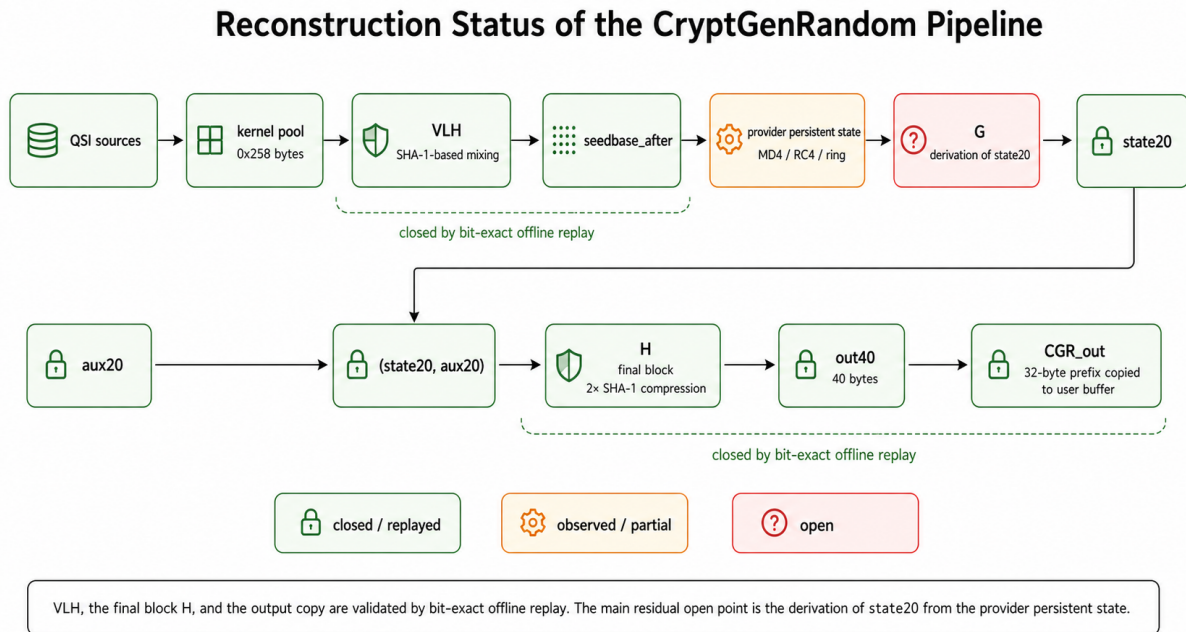 Reconstruction Status of the CryptGenRandom Pipeline
QSI sources
kernel pool
0x258 bytes
VLH
SHA-1-based mixing
seedbase_after
provider persistent state
MD4 / RC4 / ring
G
derivation of state20
state20
closed by bit-exact offline replay
aux20
(state20, aux20)
H
final block
2× SHA-1 compression
out40
40 bytes
CGR_out
32-byte prefix copied
to user buffer
closed by bit-exact offline replay
closed / replayed
observed / partial
open
VLH, the final block H, and the output copy are validated by bit-exact offline replay. The main residual open point is the derivation of state20 from the provider persistent state.